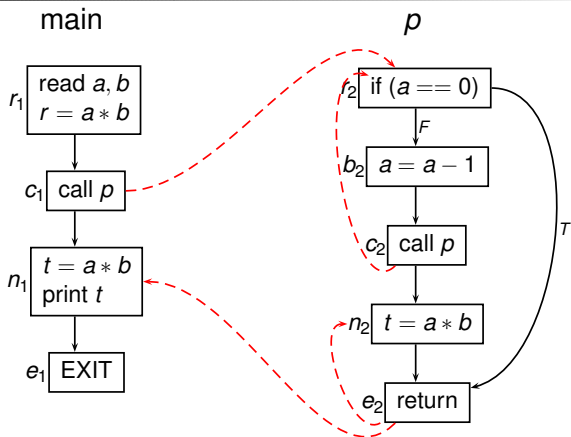 main
r1
read a, b
r = a * b
c1
call p
n1
t = a * b
print t
e1
EXIT
p
r2
if (a == 0)
F
b2
a = a − 1
c2
call p
T
n2
t = a * b
e2
return